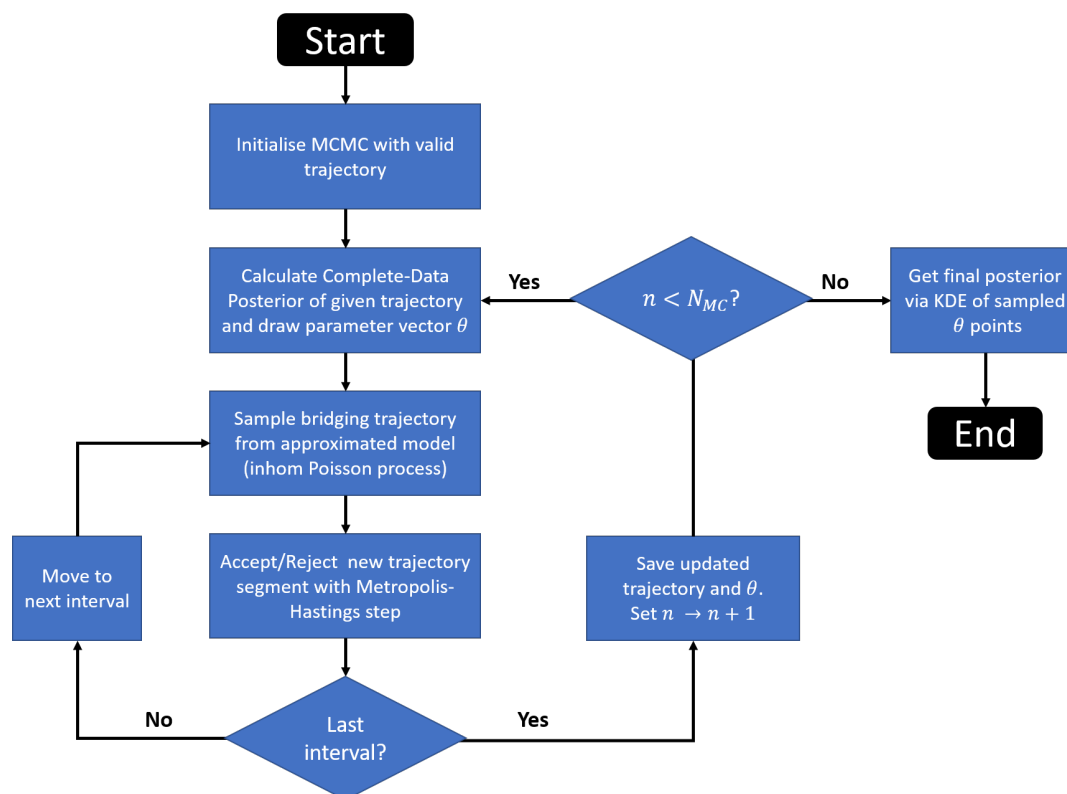 Start
Initialise MCMC with valid
trajectory
Calculate Complete-Data
Posterior of given trajectory
and draw parameter vector θ
Yes
n < N_{MC}?
No
Get final posterior
via KDE of sampled
θ points
End
Sample bridging trajectory
from approximated model
(inhom Poisson process)
Move to
next interval
Accept/Reject new trajectory
segment with Metropolis-
Hastings step
Save updated
trajectory and θ.
Set n → n + 1
No
Last
interval?
Yes